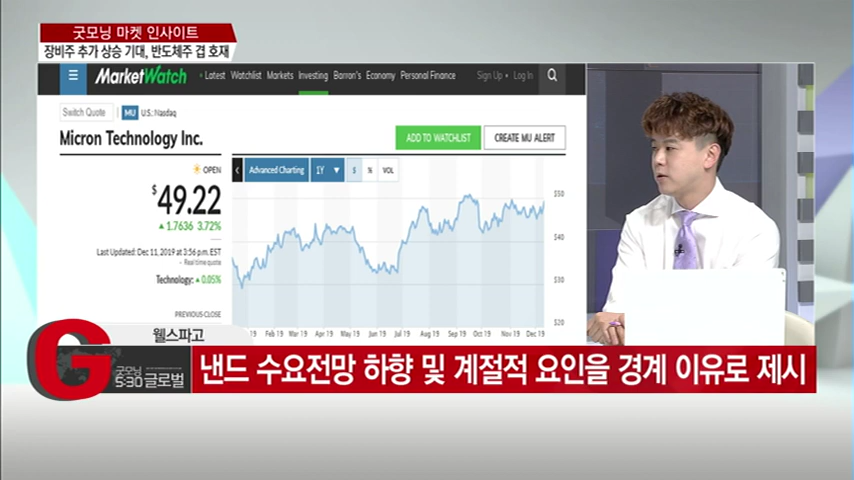 굿모닝 마켓 인사이트
장비주 추가 상승 기대, 반도체주 겹 호재
MarketWatch
Latest Watchlist Markets Investing Barron's Economy Personal Finance Sign Up • Log In
Switch Quote MU U.S.: Nasdaq
Micron Technology Inc.
ADD TO WATCHLIST CREATE MU ALERT
OPEN
$49.22
▲ 1.7636 3.72%
Last Updated: Dec 11, 2019 at 3:56 p.m. EST
Real time quote
Technology: ▲ 0.05%
PREVIOUS CLOSE
Advanced Charting 1Y ▼ $ % VOL
$50
$40
$30
$20
19 Feb 19 Mar 19 Apr 19 May 19 Jun 19 Jul 19 Aug 19 Sep 19 Oct 19 Nov 19 Dec 19
웰스파고
G 굿모닝
5:30 글로벌
낸드 수요전망 하향 및 계절적 요인을 경계 이유로 제시